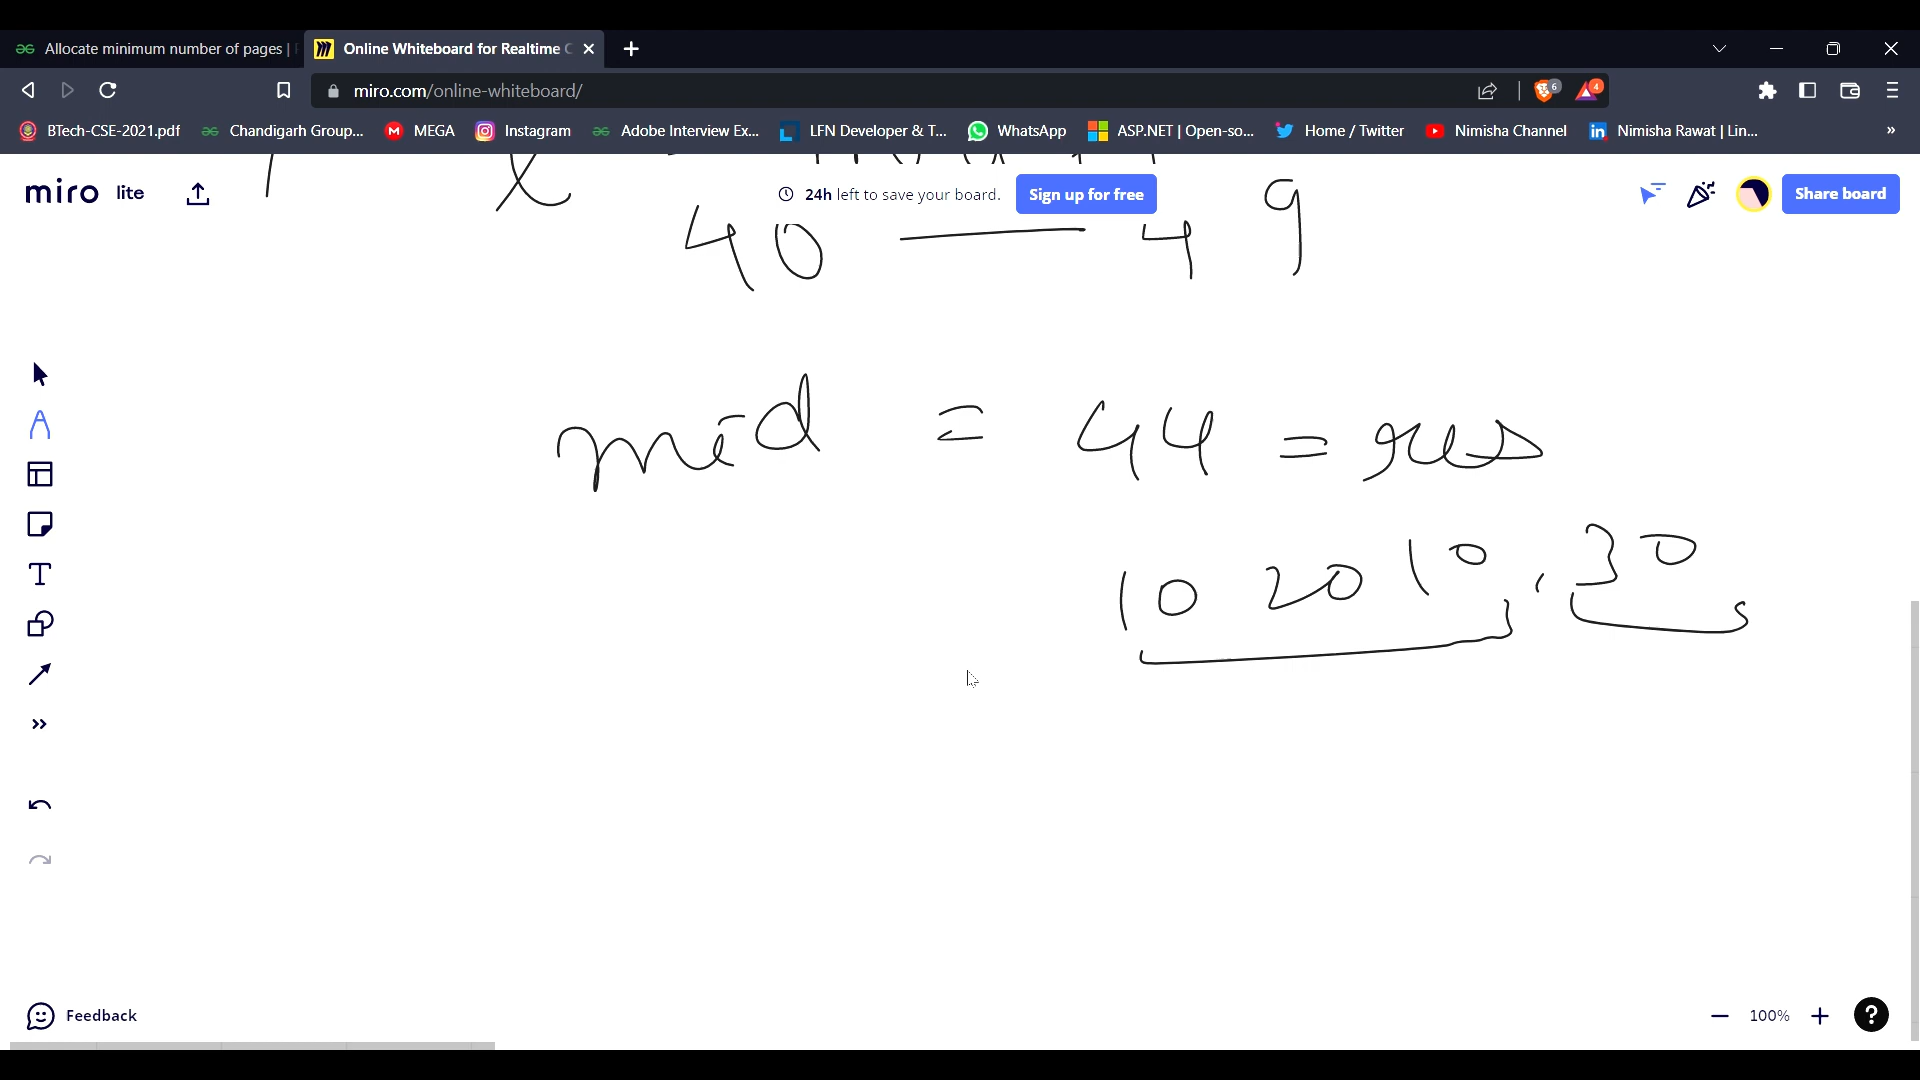 Allocate minimum number of pages |
Online Whiteboard for Realtime C
miro.com/online-whiteboard/
6
4
BTech-CSE-2021.pdf
Chandigarh Group...
MEGA
Instagram
Adobe Interview Ex...
LFN Developer & T...
WhatsApp
ASP.NET | Open-so...
Home / Twitter
Nimisha Channel
Nimisha Rawat | Lin...
»
miro lite
24h left to save your board.
Sign up for free
Share board
40 — 49
mid = 44 = res
10 20 10, 30
T
Feedback
100%
?